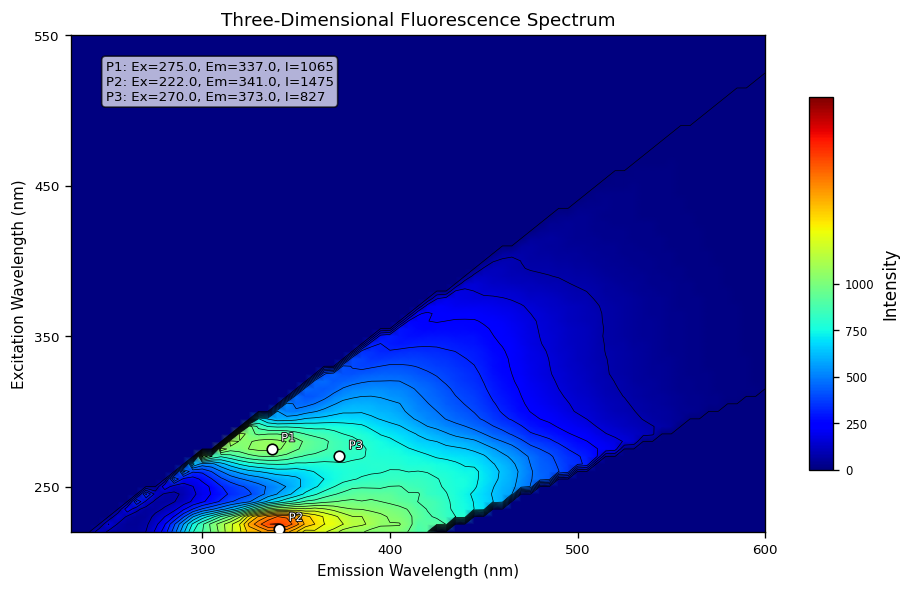 Three-Dimensional Fluorescence Spectrum
550
450
350
250
Excitation Wavelength (nm)
P1: Ex=275.0, Em=337.0, I=1065
P2: Ex=222.0, Em=341.0, I=1475
P3: Ex=270.0, Em=373.0, I=827
P1
P3
P2
300
400
500
600
Emission Wavelength (nm)
1000
750
500
250
0
Intensity